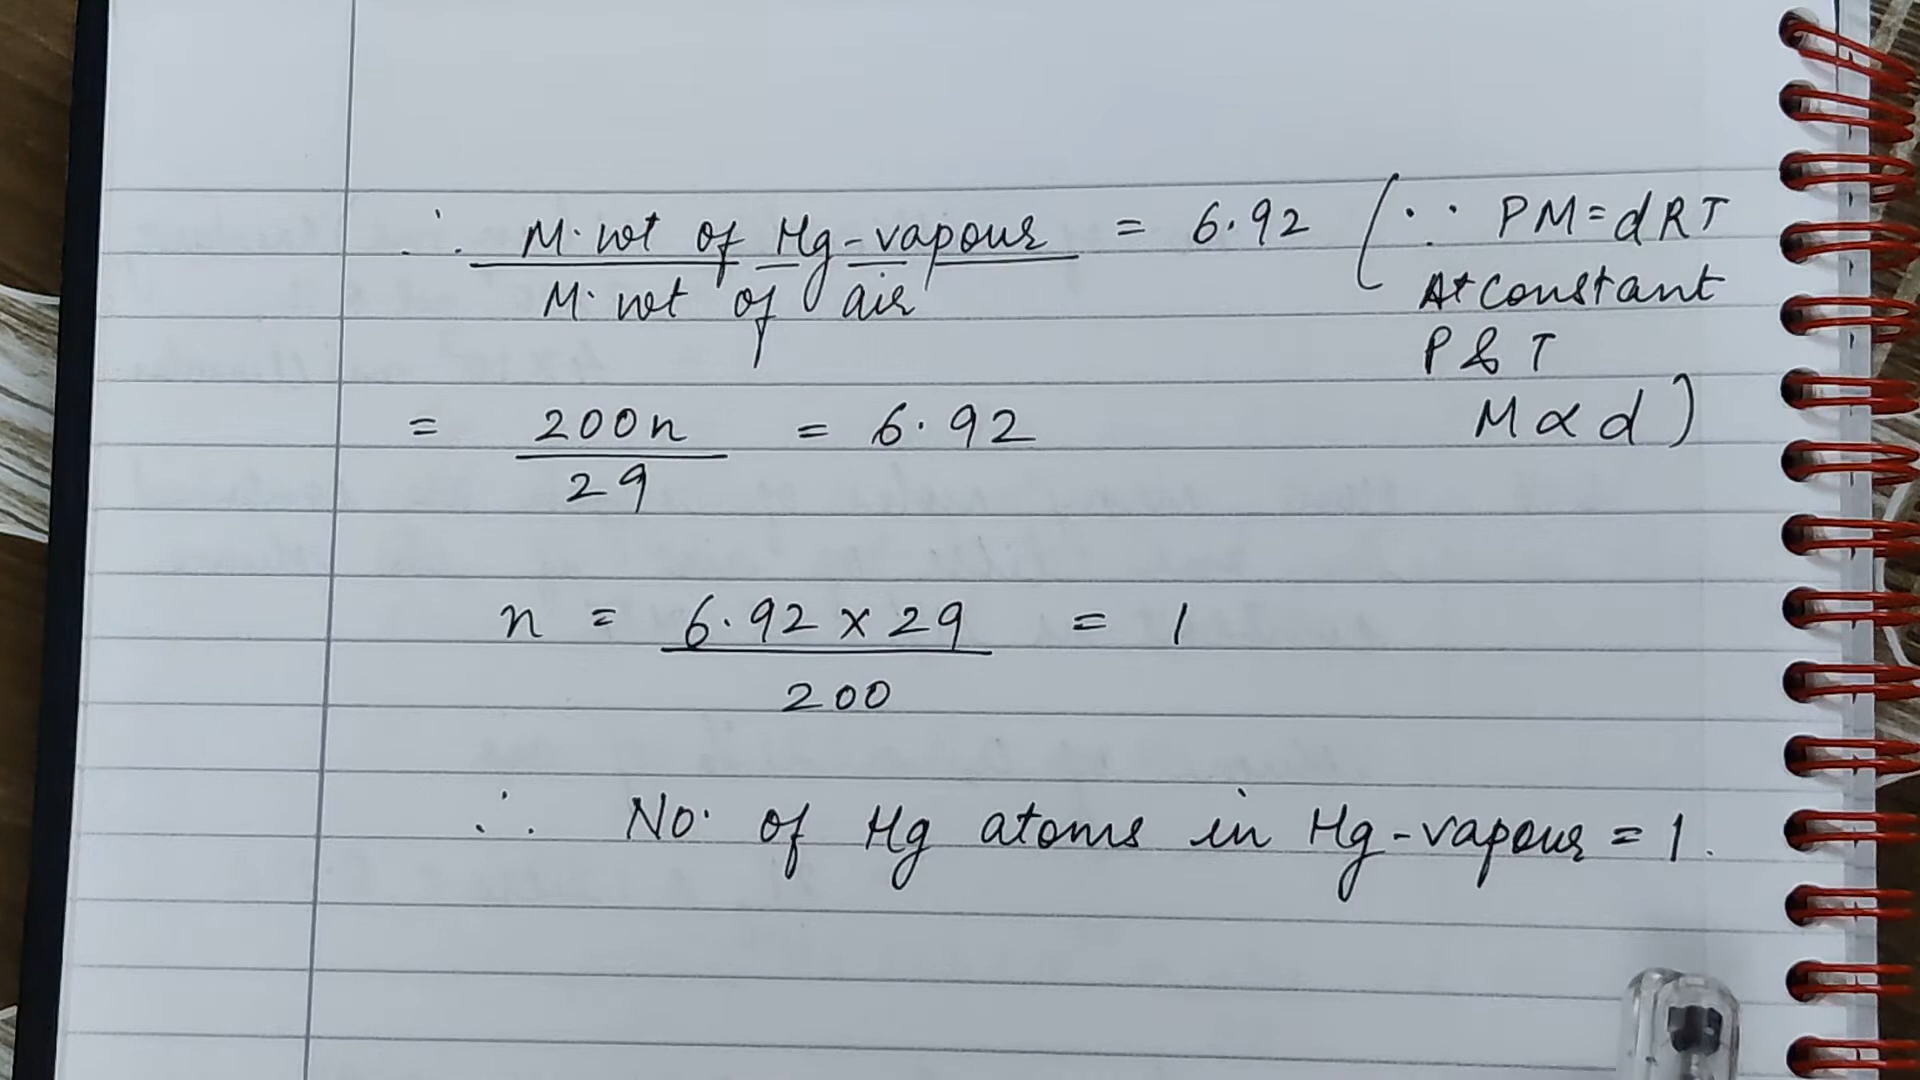 ∴ M. wt of Hg-vapour / M. wt of air = 6.92 (∵ PM = dRT
At constant
P & T
M ∝ d)
= 200n / 29 = 6.92
n = 6.92 × 29 / 200 = 1
∴ No. of Hg atoms in Hg-vapour = 1.